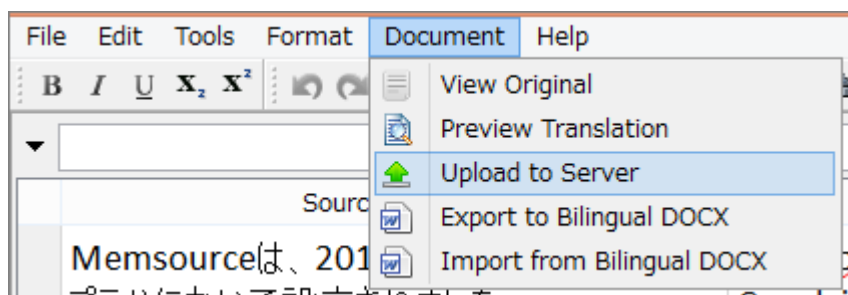 File Edit Tools Format Document Help
B I U X₂ X²
View Original
Preview Translation
Upload to Server
Sourc
Export to Bilingual DOCX
Memsourceは、201
Import from Bilingual DOCX